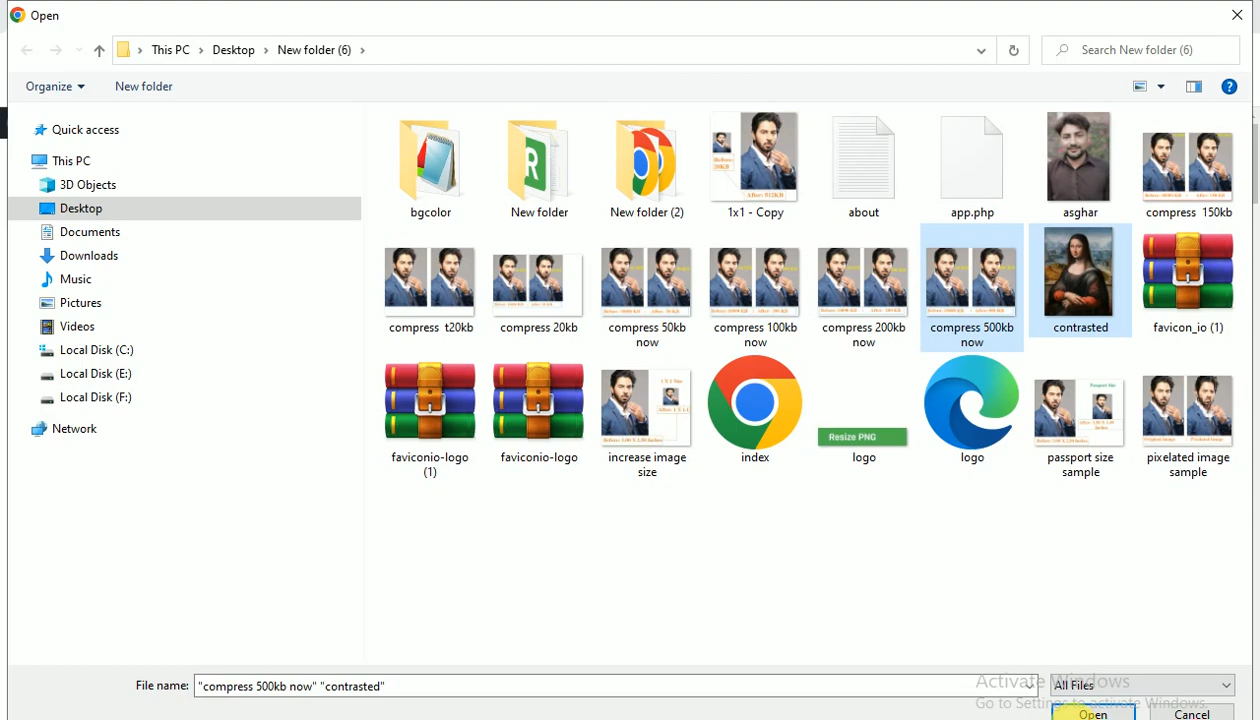 Open
This PC > Desktop > New folder (6) >
Search New folder (6)
Organize
New folder
Quick access
This PC
3D Objects
Desktop
Documents
Downloads
Music
Pictures
Videos
Local Disk (C:)
Local Disk (E:)
Local Disk (F:)
Network
bgcolor
New folder
New folder (2)
1x1 - Copy
about
app.php
asghar
compress 150kb
compress t20kb
compress 20kb
compress 50kb now
compress 100kb now
compress 200kb now
compress 500kb now
contrasted
favicon_io (1)
faviconio-logo (1)
faviconio-logo
increase image size
index
Resize PNG
logo
logo
passport size sample
pixelated image sample
File name:
"compress 500kb now" "contrasted"
All Files
Activate Windows
Go to Settings to activate Windows.
Open
Cancel